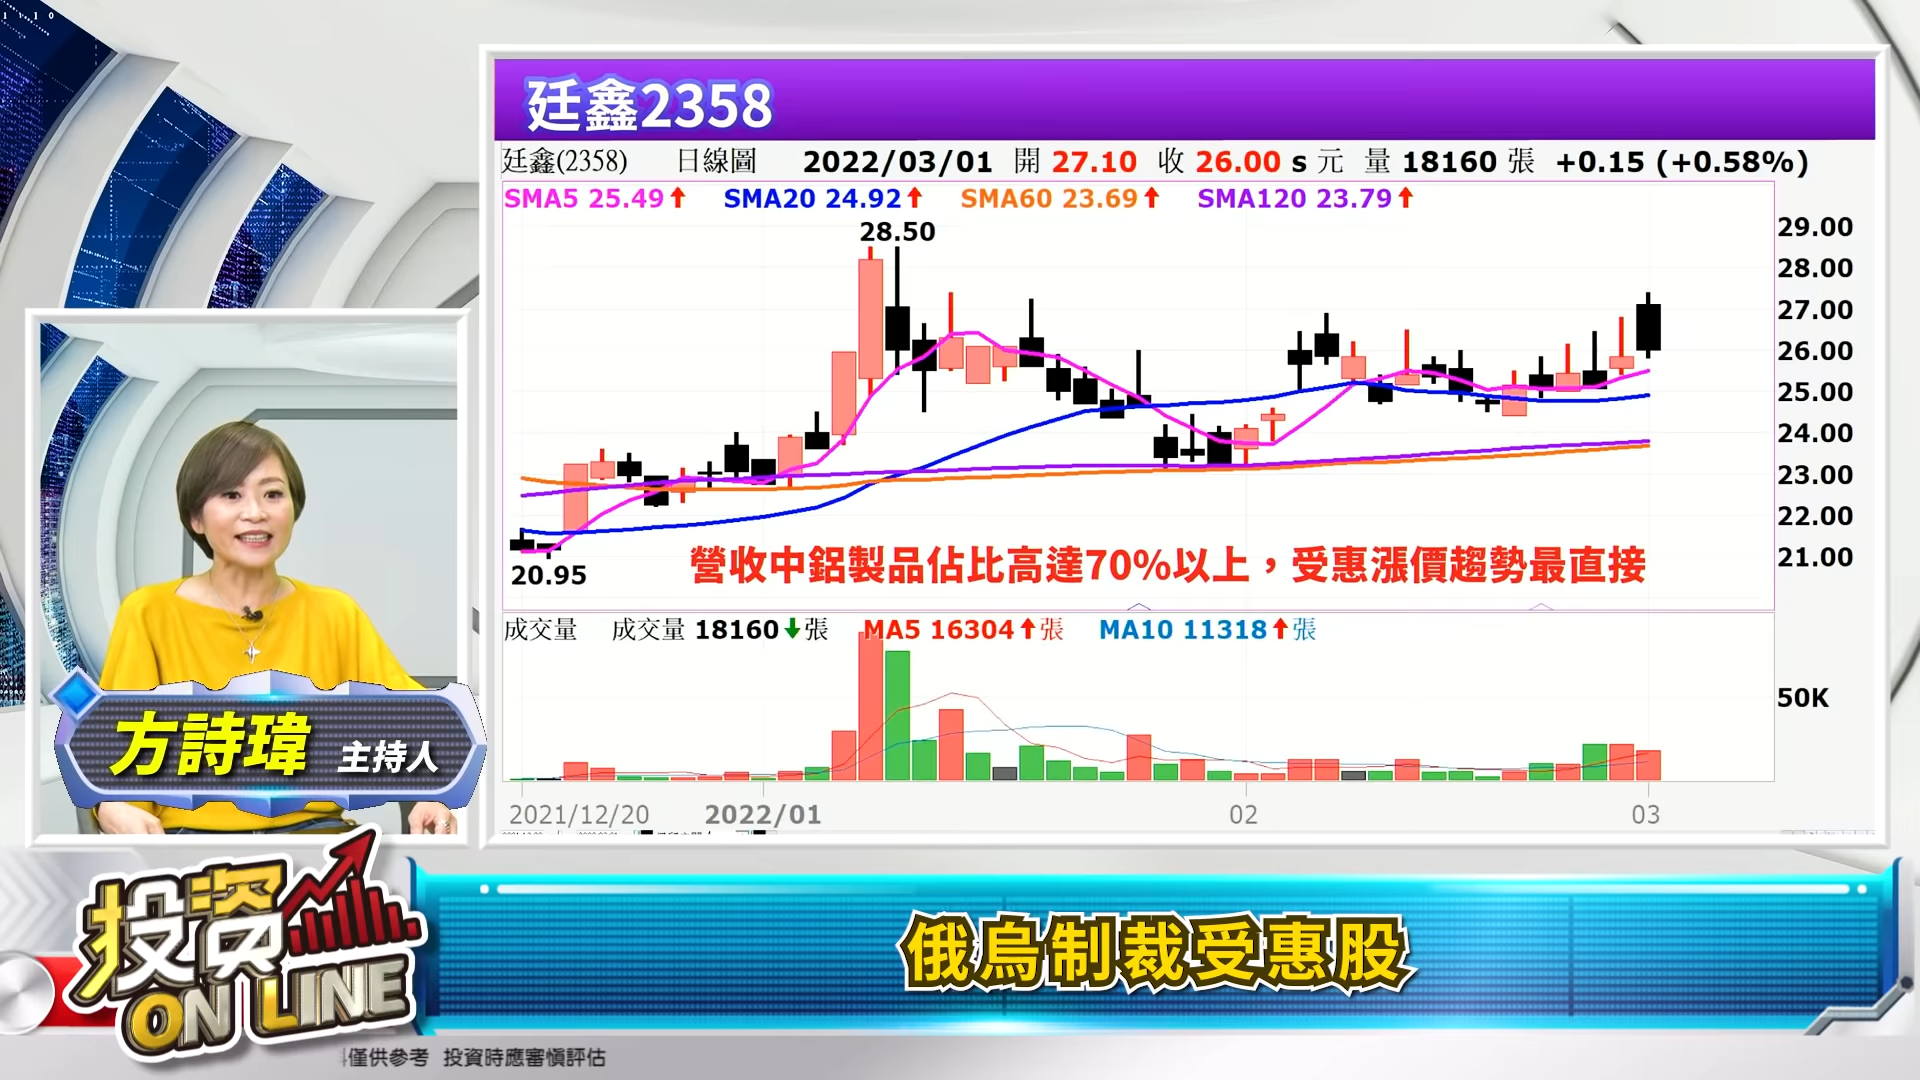 廷鑫2358
廷鑫(2358) 日線圖 2022/03/01 開 27.10 收 26.00 s 元 量 18160 張 +0.15 (+0.58%)
SMA5 25.49↑ SMA20 24.92↑ SMA60 23.69↑ SMA120 23.79↑
28.50
29.00
28.00
27.00
26.00
25.00
24.00
23.00
22.00
21.00
20.95
營收中鋁製品佔比高達70%以上，受惠漲價趨勢最直接
成交量 成交量 18160↓張 MA5 16304↑張 MA10 11318↑張
50K
2021/12/20 2022/01 02 03
方詩瑋 主持人
投資
ON LINE
俄烏制裁受惠股
僅供參考 投資時應審慎評估